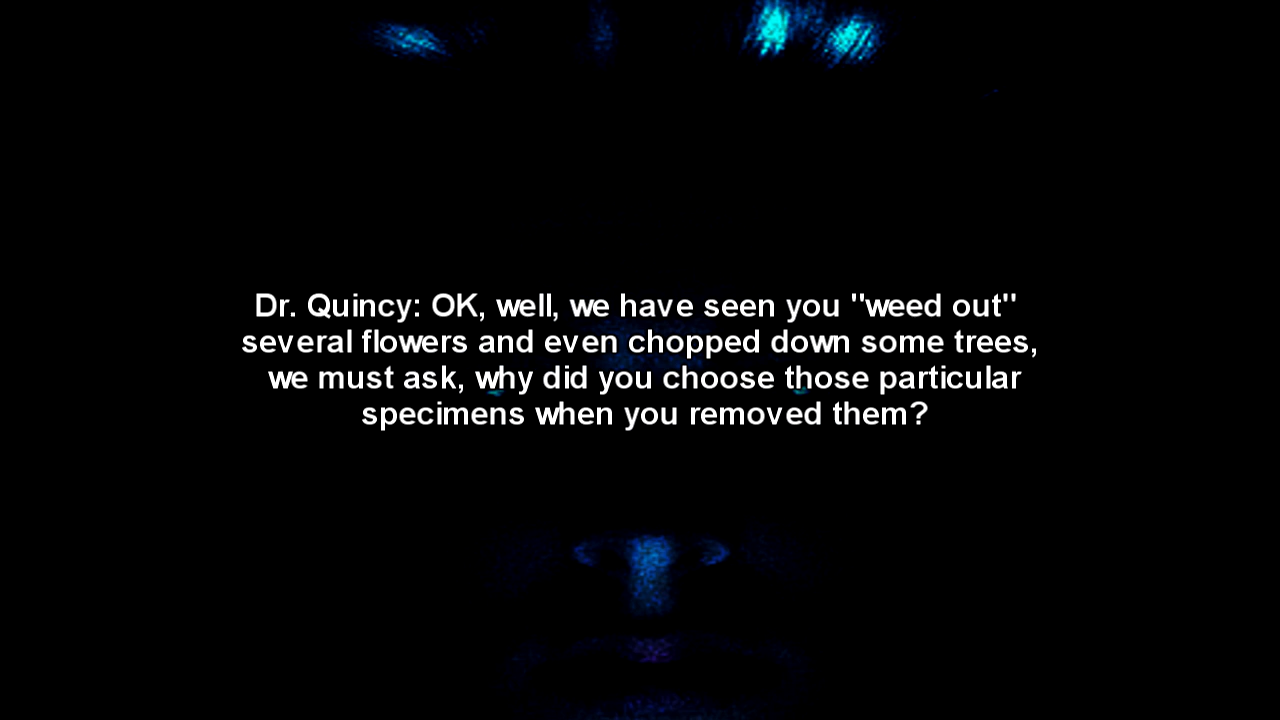 Dr. Quincy: OK, well, we have seen you "weed out"
several flowers and even chopped down some trees,
we must ask, why did you choose those particular
specimens when you removed them?